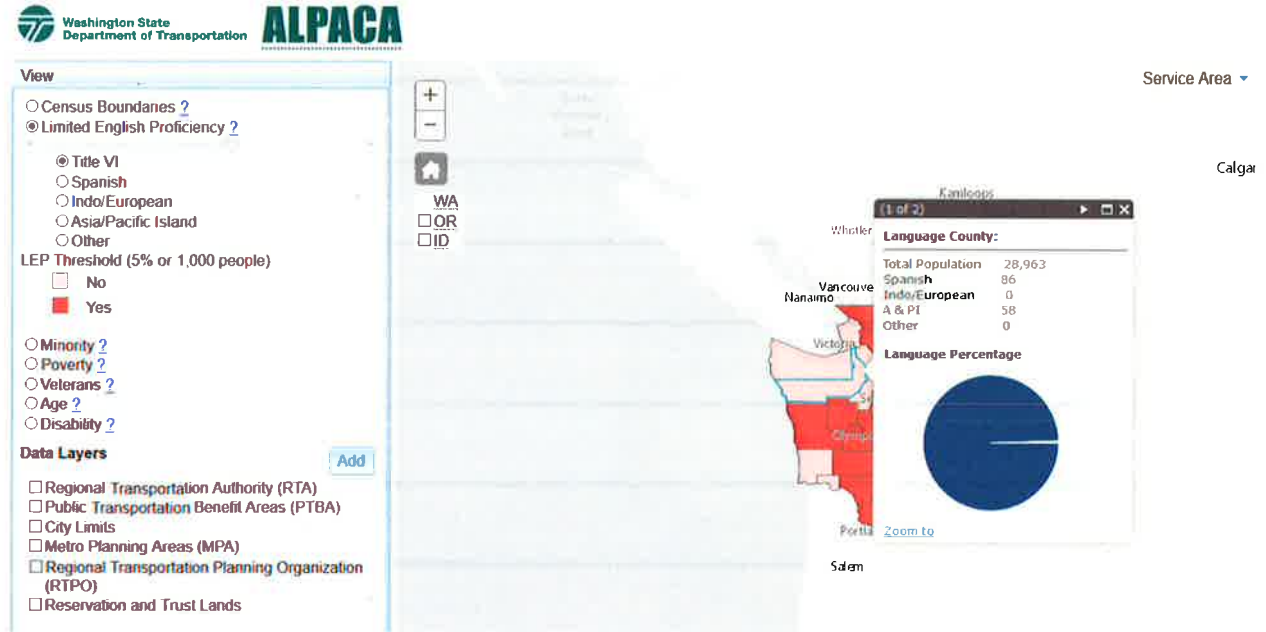 Washington State
Department of Transportation
ALPACA
View
Census Boundaries ?
Limited English Proficiency ?
Title VI
Spanish
Indo/European
Asia/Pacific Island
Other
LEP Threshold (5% or 1,000 people)
No
Yes
Minority ?
Poverty ?
Veterans ?
Age ?
Disability ?
Data Layers
Add
Regional Transportation Authority (RTA)
Public Transportation Benefit Areas (PTBA)
City Limits
Metro Planning Areas (MPA)
Regional Transportation Planning Organization
(RTPO)
Reservation and Trust Lands
+
−
WA
OR
ID
Service Area
Calgar
Kamloops
Whistler
Vancouve
Nanaimo
Victoria
Se
Olymp
Portla
Salem
(1 of 2)
Language County:
Total Population 28,963
Spanish 86
Indo/European 0
A & PI 58
Other 0
Language Percentage
Zoom to